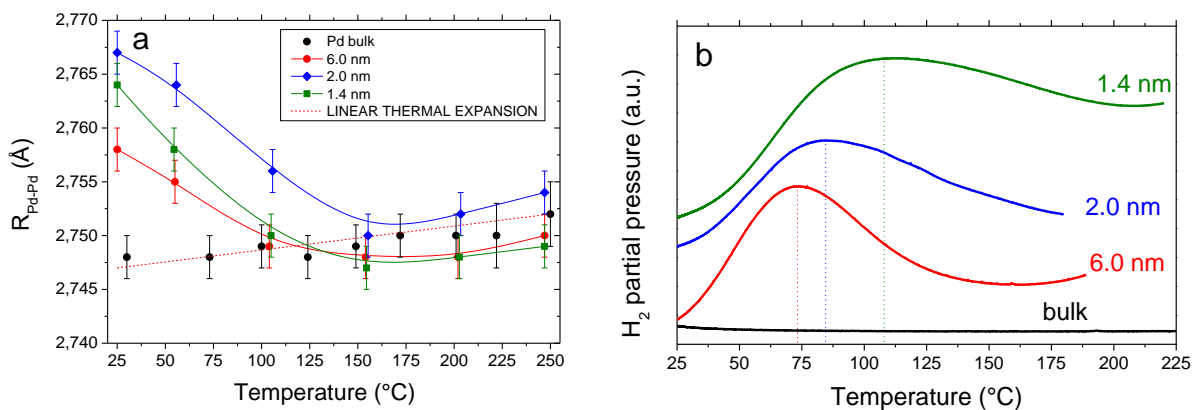 a
Pd bulk
6.0 nm
2.0 nm
1.4 nm
LINEAR THERMAL EXPANSION
2,770
2,765
2,760
2,755
2,750
2,745
2,740
R_Pd-Pd (Å)
25 50 75 100 125 150 175 200 225 250
Temperature (°C)
b
1.4 nm
2.0 nm
6.0 nm
bulk
H₂ partial pressure (a.u.)
25 50 75 100 125 150 175 200 225
Temperature (°C)